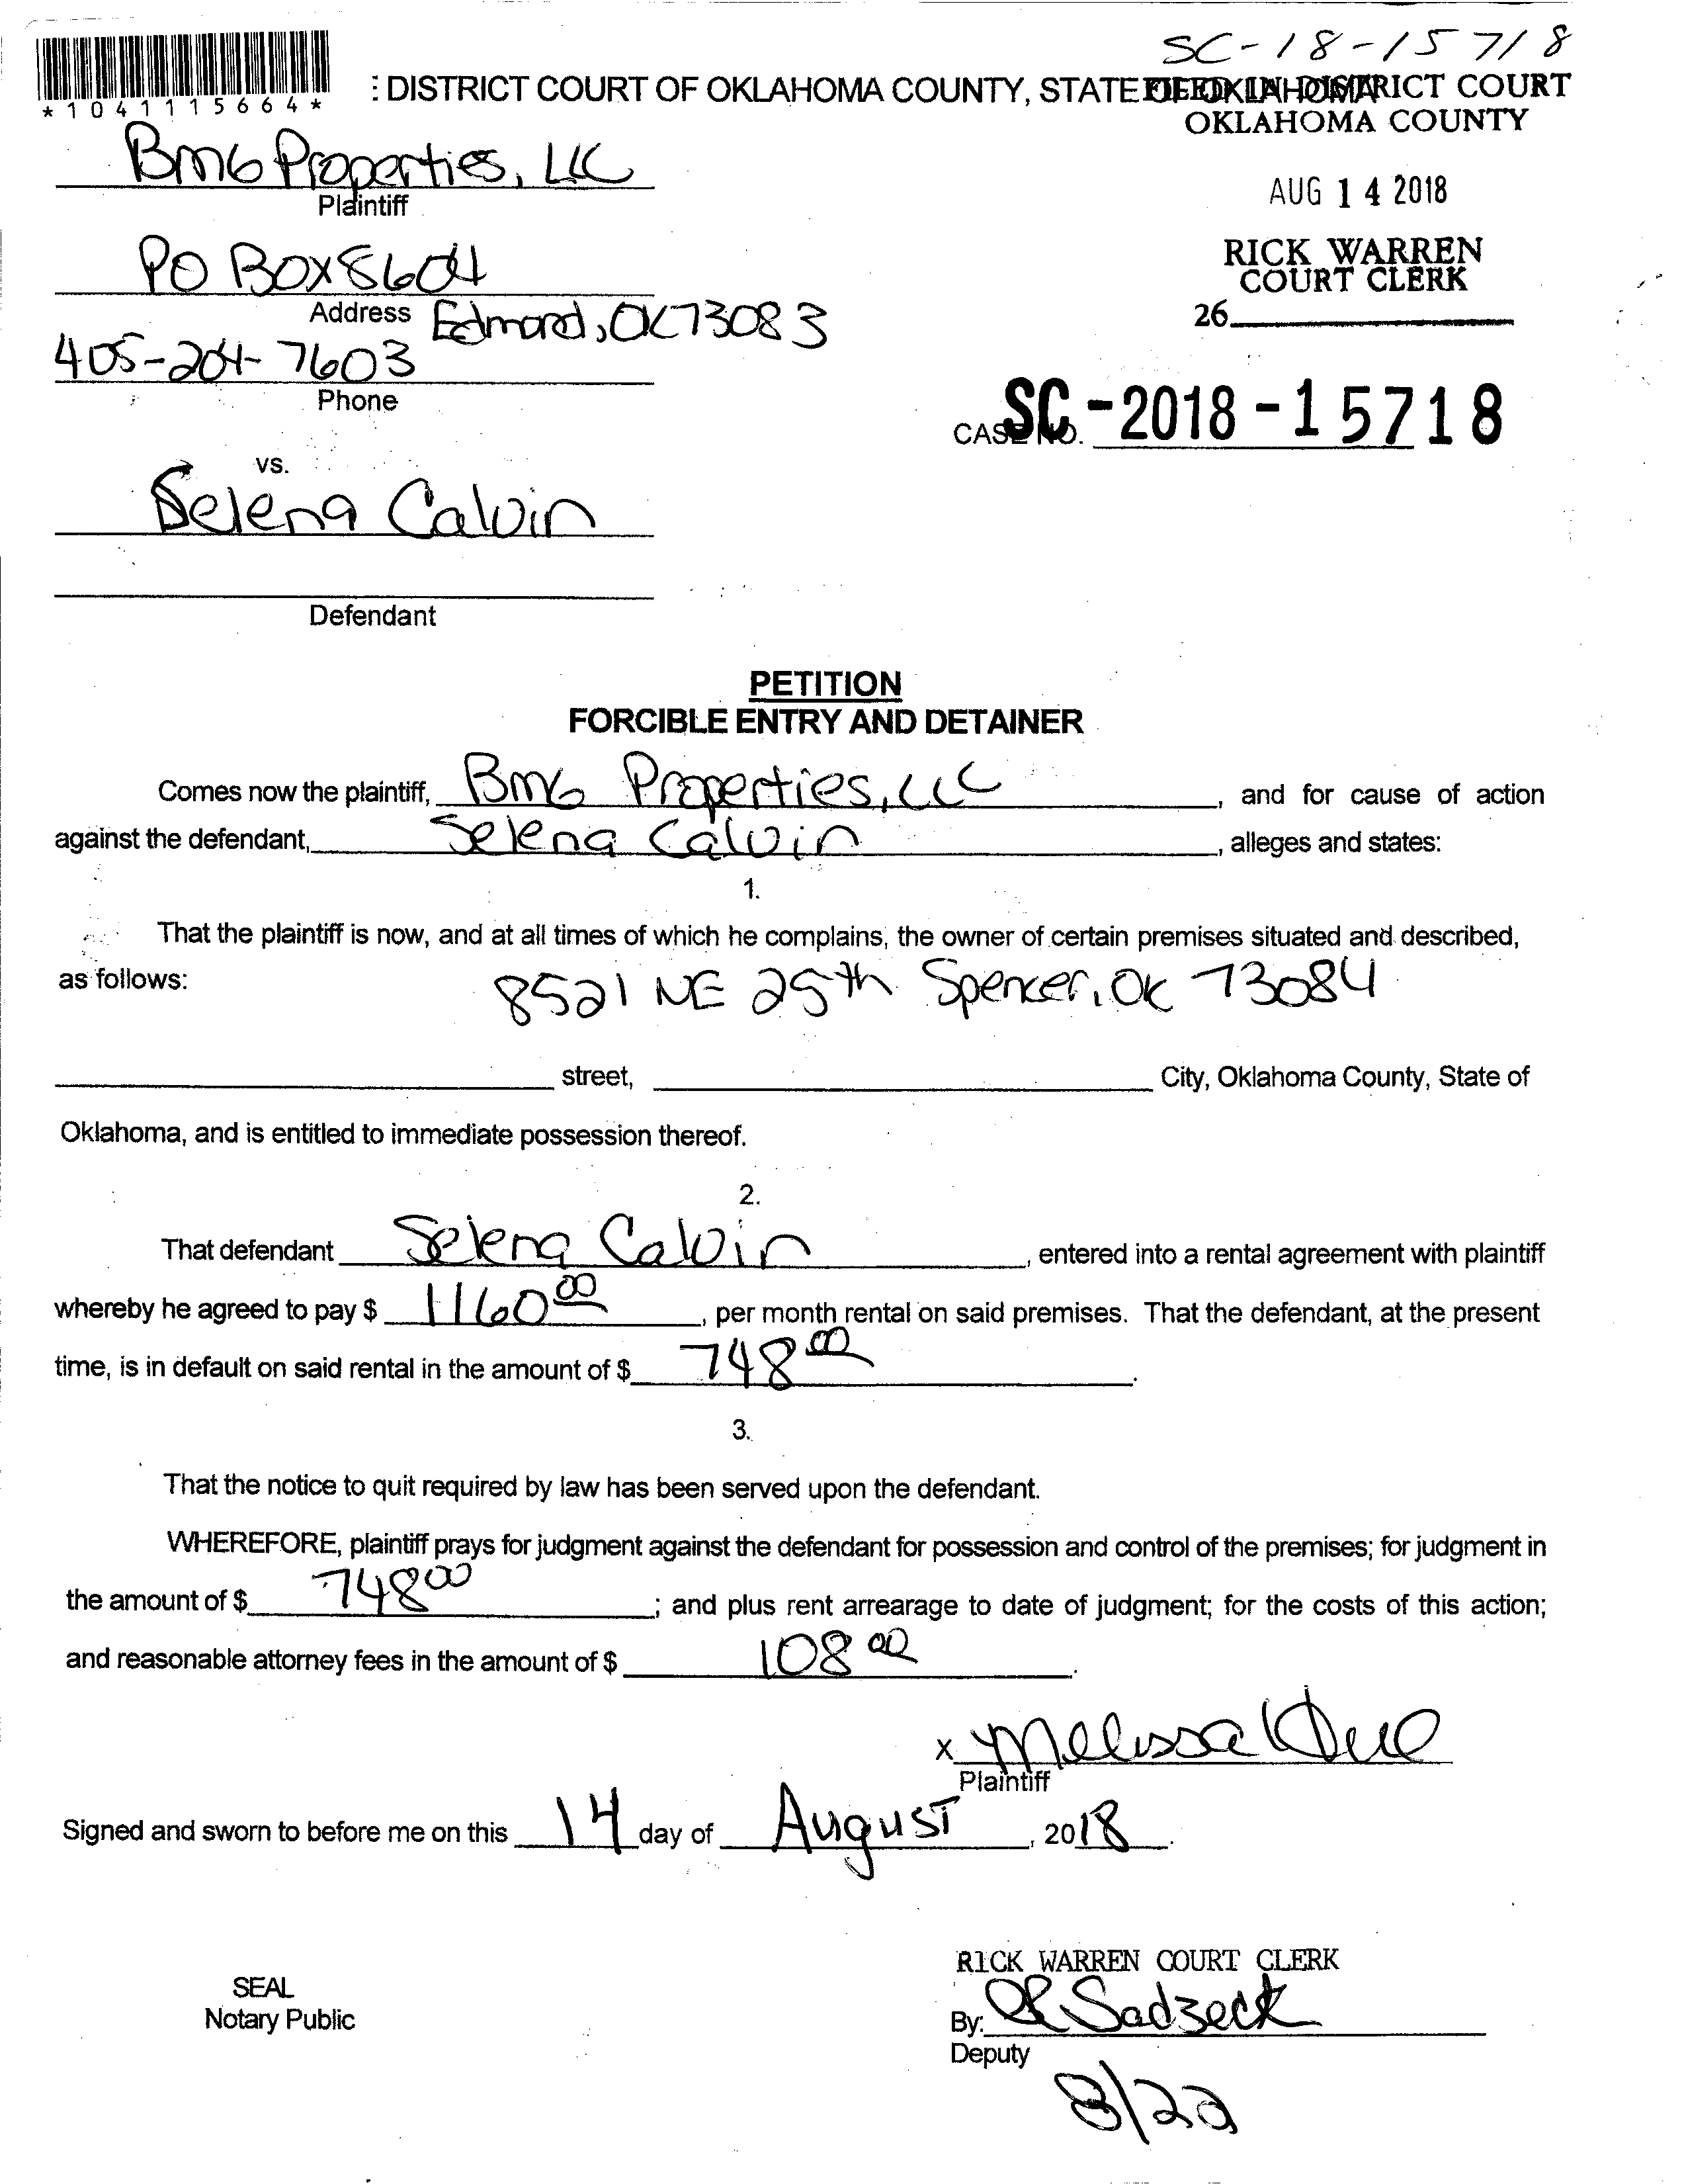 SC-18-15718
: DISTRICT COURT OF OKLAHOMA COUNTY, STATE OF OKLAHOMA
FILED IN DISTRICT COURT
OKLAHOMA COUNTY
*1041115664*
BMG Properties, LLC
Plaintiff
AUG 14 2018
PO Box 8604
Address Edmond, OK 73083
RICK WARREN
COURT CLERK
26
405-204-7603
Phone
CASE NO. SC-2018-15718
vs.
Selena Calvin
Defendant
PETITION
FORCIBLE ENTRY AND DETAINER
Comes now the plaintiff, BMG Properties, LLC, and for cause of action
against the defendant, Selena Calvin, alleges and states:
1.
That the plaintiff is now, and at all times of which he complains, the owner of certain premises situated and described,
as follows: 8521 NE 25th Spencer, OK 73084
street, City, Oklahoma County, State of
Oklahoma, and is entitled to immediate possession thereof.
2.
That defendant Selena Calvin, entered into a rental agreement with plaintiff
whereby he agreed to pay $ 1160 00, per month rental on said premises. That the defendant, at the present
time, is in default on said rental in the amount of $ 748 00.
3.
That the notice to quit required by law has been served upon the defendant.
WHEREFORE, plaintiff prays for judgment against the defendant for possession and control of the premises; for judgment in
the amount of $ 748 00; and plus rent arrearage to date of judgment; for the costs of this action;
and reasonable attorney fees in the amount of $ 108 00.
x Melissa
Plaintiff
Signed and sworn to before me on this 14 day of August, 2018.
RICK WARREN COURT CLERK
SEAL
Notary Public
By: Sadzeck
Deputy
8/22